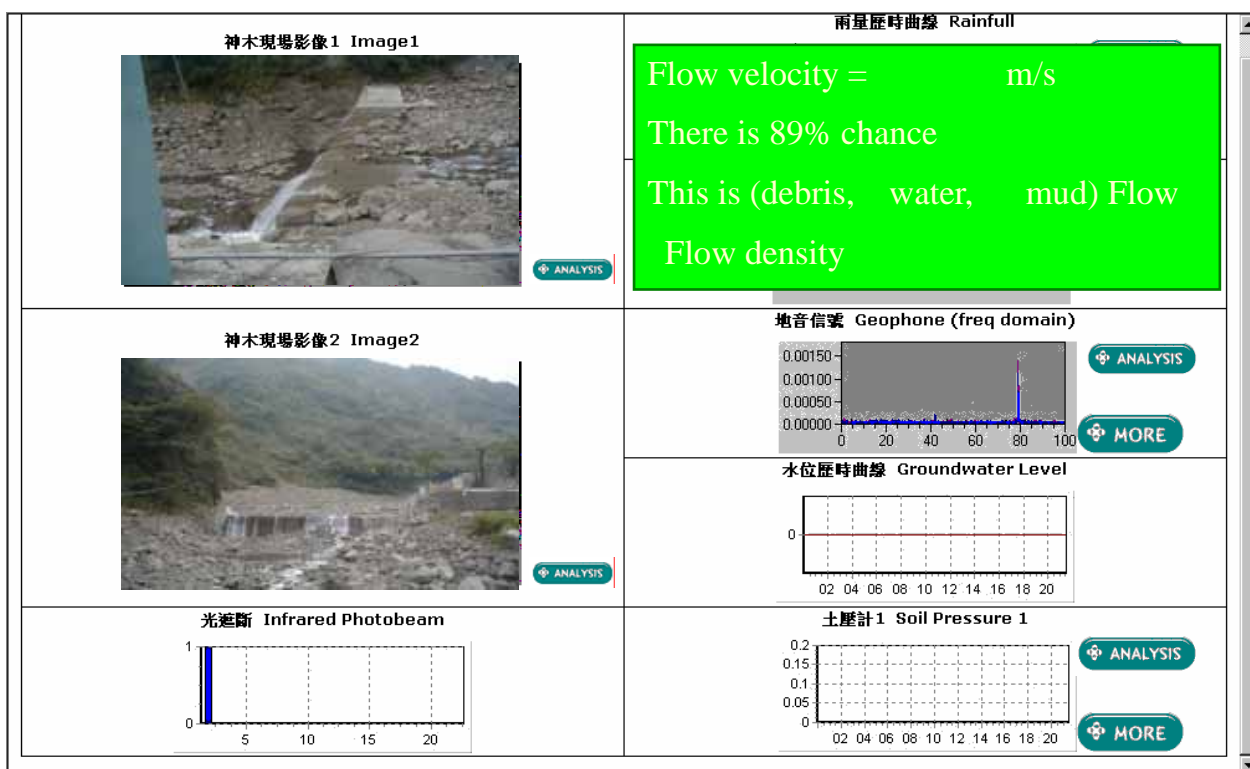 神木現場影像1 Image1
ANALYSIS
雨量歷時曲線 Rainfull
Flow velocity = m/s
There is 89% chance
This is (debris, water, mud) Flow
Flow density
神木現場影像2 Image2
ANALYSIS
地音信號 Geophone (freq domain)
0.00150
0.00100
0.00050
0.00000
0 20 40 60 80 100
ANALYSIS
MORE
水位歷時曲線 Groundwater Level
0
02 04 06 08 10 12 14 16 18 20
光遮斷 Infrared Photobeam
1
0
5 10 15 20
土壓計1 Soil Pressure 1
0.2
0.15
0.1
0.05
0
02 04 06 08 10 12 14 16 18 20
ANALYSIS
MORE